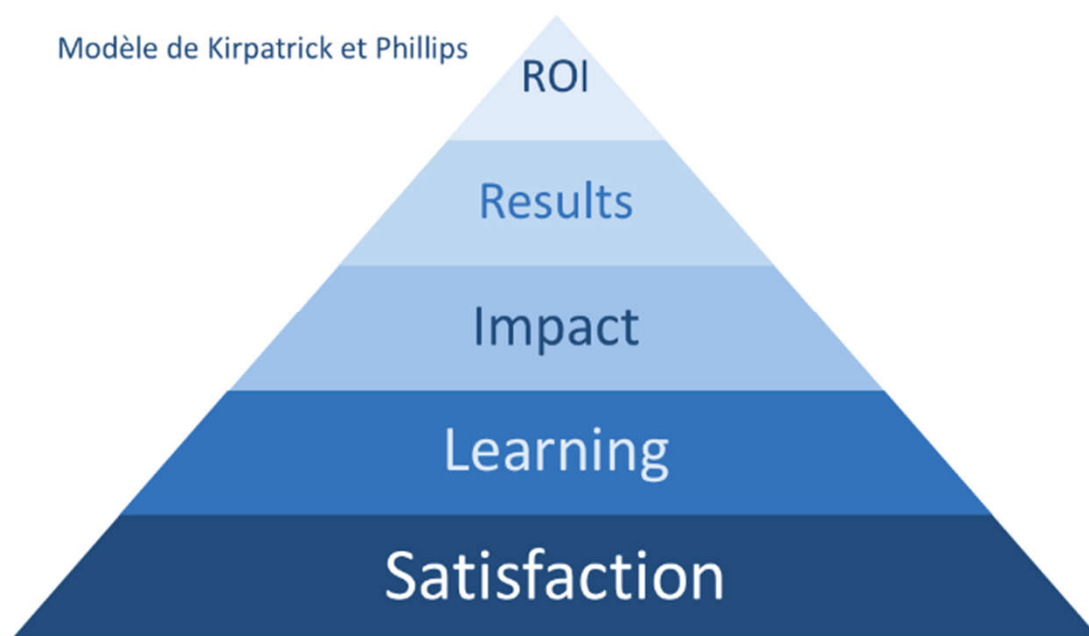 Modèle de Kirpatrick et Phillips
ROI
Results
Impact
Learning
Satisfaction